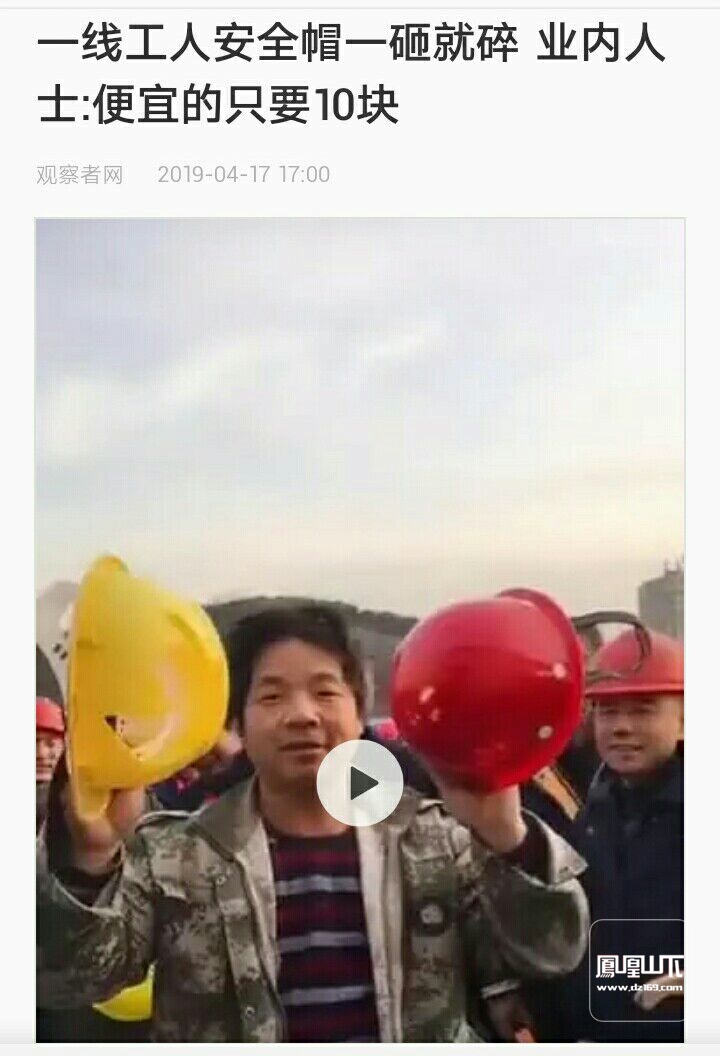 一线工人安全帽一砸就碎 业内人
士:便宜的只要10块
观察者网 2019-04-17 17:00
鳳凰山下
www.dz169.com